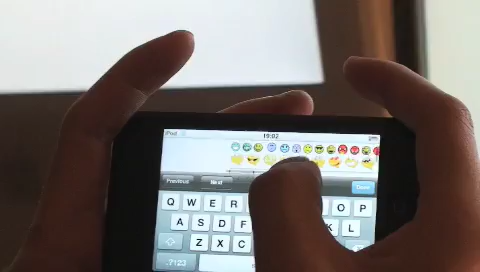 iPod 19:02
Previous Next Done
Q W E R O P
A S D F K L
Z X C
.?123